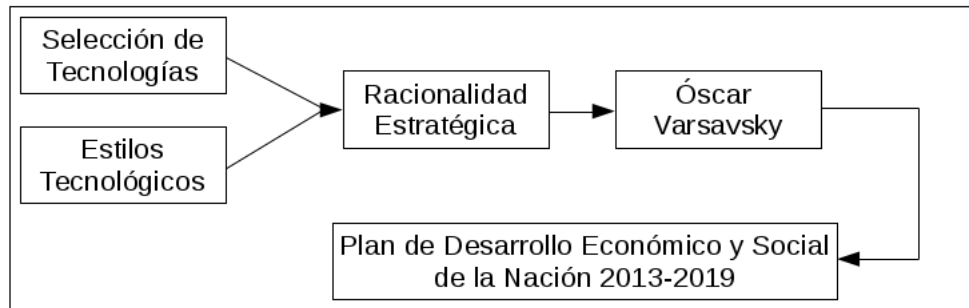 Selección de
Tecnologías
Estilos
Tecnológicos
Racionalidad
Estratégica
Óscar
Varsavsky
Plan de Desarrollo Económico y Social
de la Nación 2013-2019